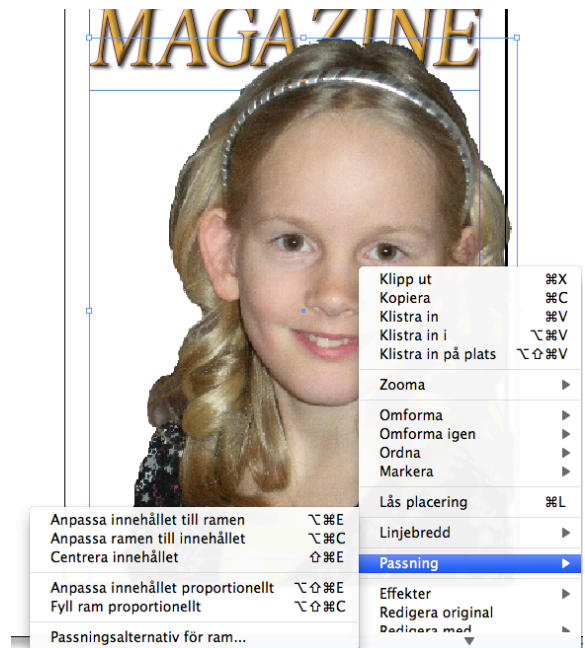 MAGAZINE
Klipp ut ⌘X
Kopiera ⌘C
Klistra in ⌘V
Klistra in i ⌥⌘V
Klistra in på plats ⌥⇧⌘V
Zooma
Omforma
Omforma igen
Ordna
Markera
Lås placering ⌘L
Linjebredd
Passning
Effekter
Redigera original
Redigera med
Anpassa innehållet till ramen ⌥⌘E
Anpassa ramen till innehållet ⌥⌘C
Centrera innehållet ⇧⌘E
Anpassa innehållet proportionellt ⌥⇧⌘E
Fyll ram proportionellt ⌥⇧⌘C
Passningsalternativ för ram...